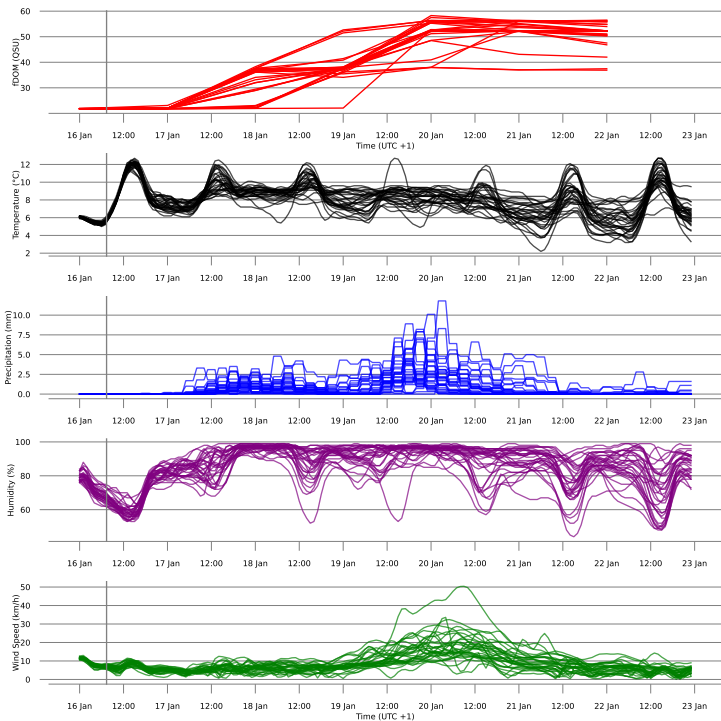 60
50
40
30
fDOM (QSU)
16 Jan 12:00 17 Jan 12:00 18 Jan 12:00 19 Jan 12:00 20 Jan 12:00 21 Jan 12:00 22 Jan 12:00 23 Jan
Time (UTC +1)
12
10
8
6
4
2
Temperature (°C)
16 Jan 12:00 17 Jan 12:00 18 Jan 12:00 19 Jan 12:00 20 Jan 12:00 21 Jan 12:00 22 Jan 12:00 23 Jan
10.0
7.5
5.0
2.5
0.0
Precipitation (mm)
16 Jan 12:00 17 Jan 12:00 18 Jan 12:00 19 Jan 12:00 20 Jan 12:00 21 Jan 12:00 22 Jan 12:00 23 Jan
100
80
60
Humidity (%)
16 Jan 12:00 17 Jan 12:00 18 Jan 12:00 19 Jan 12:00 20 Jan 12:00 21 Jan 12:00 22 Jan 12:00 23 Jan
50
40
30
20
10
0
Wind Speed (km/h)
16 Jan 12:00 17 Jan 12:00 18 Jan 12:00 19 Jan 12:00 20 Jan 12:00 21 Jan 12:00 22 Jan 12:00 23 Jan
Time (UTC +1)